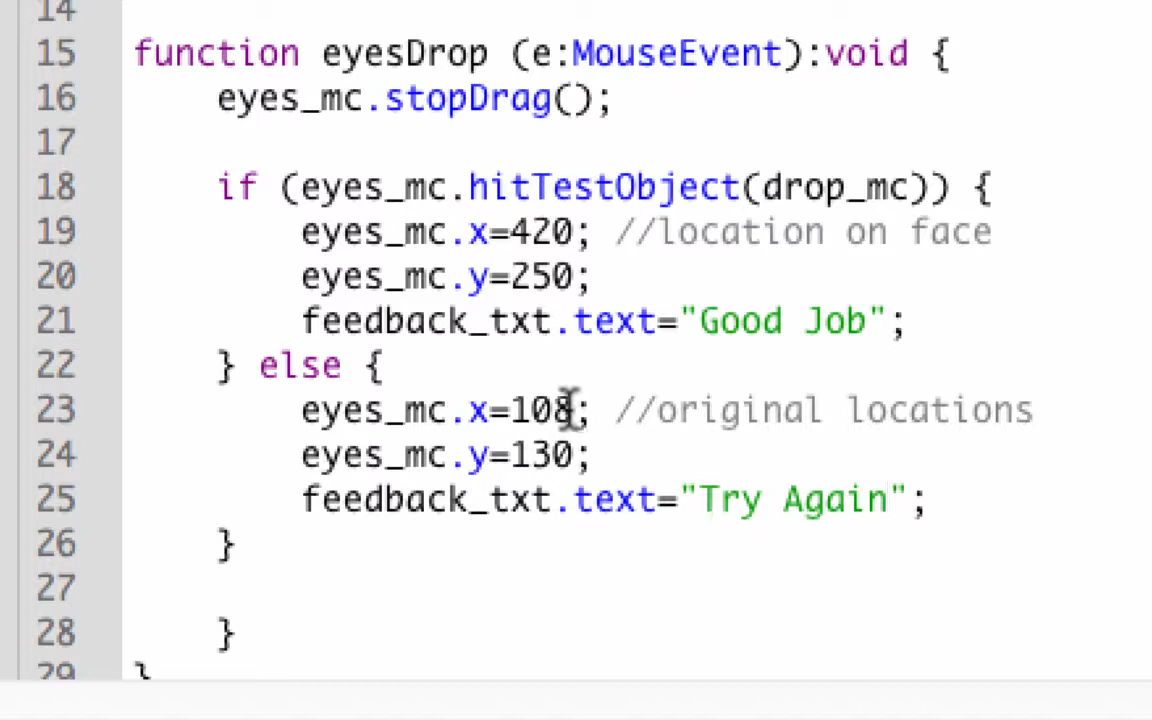 14
15 function eyesDrop (e:MouseEvent):void {
16 eyes_mc.stopDrag();
17
18 if (eyes_mc.hitTestObject(drop_mc)) {
19 eyes_mc.x=420; //location on face
20 eyes_mc.y=250;
21 feedback_txt.text="Good Job";
22 } else {
23 eyes_mc.x=108; //original locations
24 eyes_mc.y=130;
25 feedback_txt.text="Try Again";
26 }
27
28 }
29 }